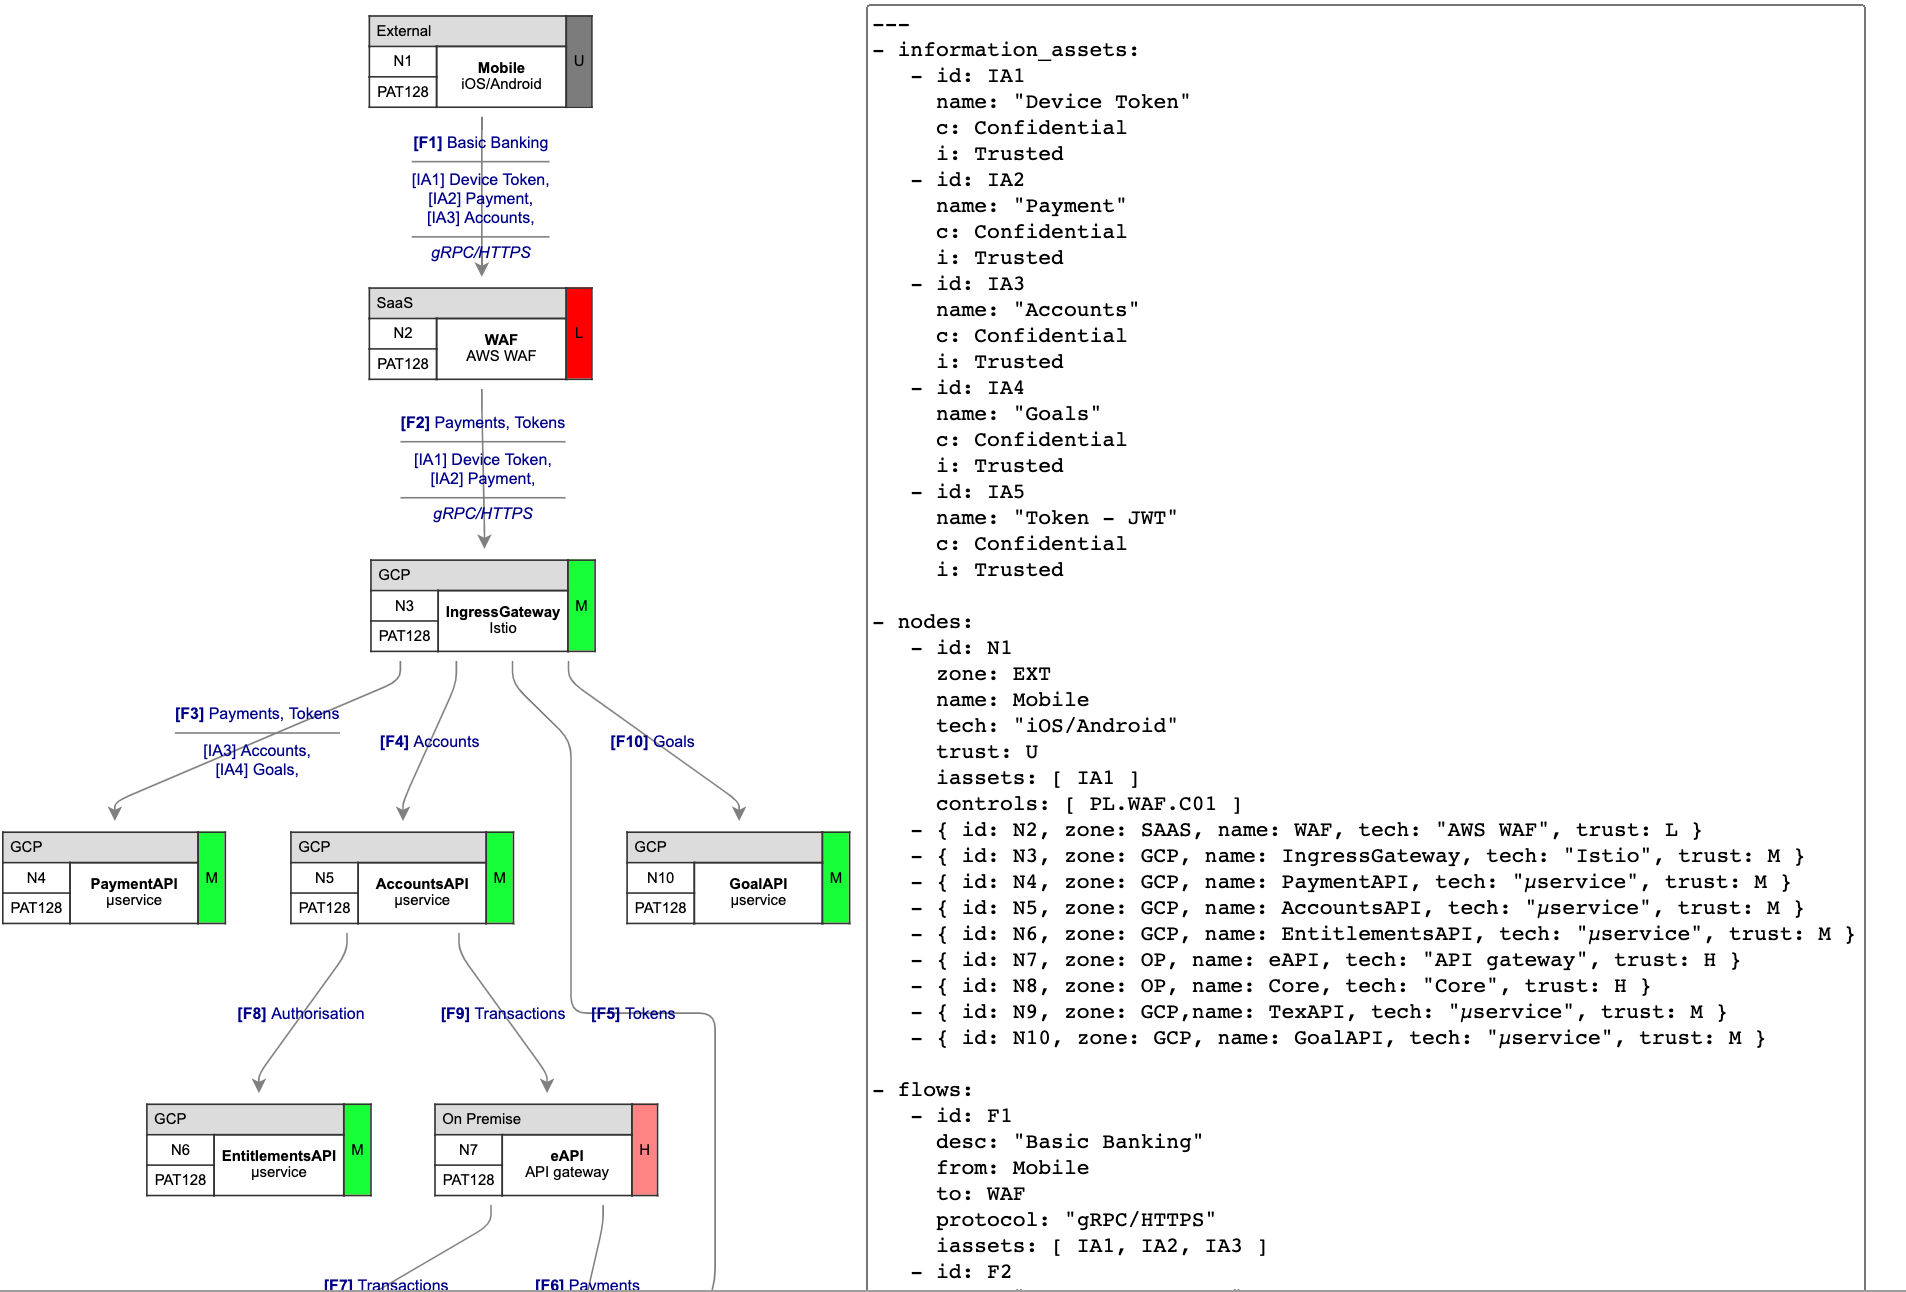 External
N1
PAT128
Mobile
iOS/Android
U
[F1] Basic Banking
[IA1] Device Token,
[IA2] Payment,
[IA3] Accounts,
gRPC/HTTPS
SaaS
N2
PAT128
WAF
AWS WAF
L
[F2] Payments, Tokens
[IA1] Device Token,
[IA2] Payment,
gRPC/HTTPS
GCP
N3
PAT128
IngressGateway
Istio
M
[F3] Payments, Tokens
[IA3] Accounts,
[IA4] Goals,
[F4] Accounts
[F10] Goals
GCP
N4
PAT128
PaymentAPI
µservice
M
GCP
N5
PAT128
AccountsAPI
µservice
M
GCP
N10
PAT128
GoalAPI
µservice
M
[F8] Authorisation
[F9] Transactions
[F5] Tokens
GCP
N6
PAT128
EntitlementsAPI
µservice
M
On Premise
N7
PAT128
eAPI
API gateway
H
[F7] Transactions
[F6] Payments
---
- information_assets:
- id: IA1
name: "Device Token"
c: Confidential
i: Trusted
- id: IA2
name: "Payment"
c: Confidential
i: Trusted
- id: IA3
name: "Accounts"
c: Confidential
i: Trusted
- id: IA4
name: "Goals"
c: Confidential
i: Trusted
- id: IA5
name: "Token - JWT"
c: Confidential
i: Trusted
- nodes:
- id: N1
zone: EXT
name: Mobile
tech: "iOS/Android"
trust: U
iassets: [ IA1 ]
controls: [ PL.WAF.C01 ]
- { id: N2, zone: SAAS, name: WAF, tech: "AWS WAF", trust: L }
- { id: N3, zone: GCP, name: IngressGateway, tech: "Istio", trust: M }
- { id: N4, zone: GCP, name: PaymentAPI, tech: "µservice", trust: M }
- { id: N5, zone: GCP, name: AccountsAPI, tech: "µservice", trust: M }
- { id: N6, zone: GCP, name: EntitlementsAPI, tech: "µservice", trust: M }
- { id: N7, zone: OP, name: eAPI, tech: "API gateway", trust: H }
- { id: N8, zone: OP, name: Core, tech: "Core", trust: H }
- { id: N9, zone: GCP,name: TexAPI, tech: "µservice", trust: M }
- { id: N10, zone: GCP, name: GoalAPI, tech: "µservice", trust: M }
- flows:
- id: F1
desc: "Basic Banking"
from: Mobile
to: WAF
protocol: "gRPC/HTTPS"
iassets: [ IA1, IA2, IA3 ]
- id: F2